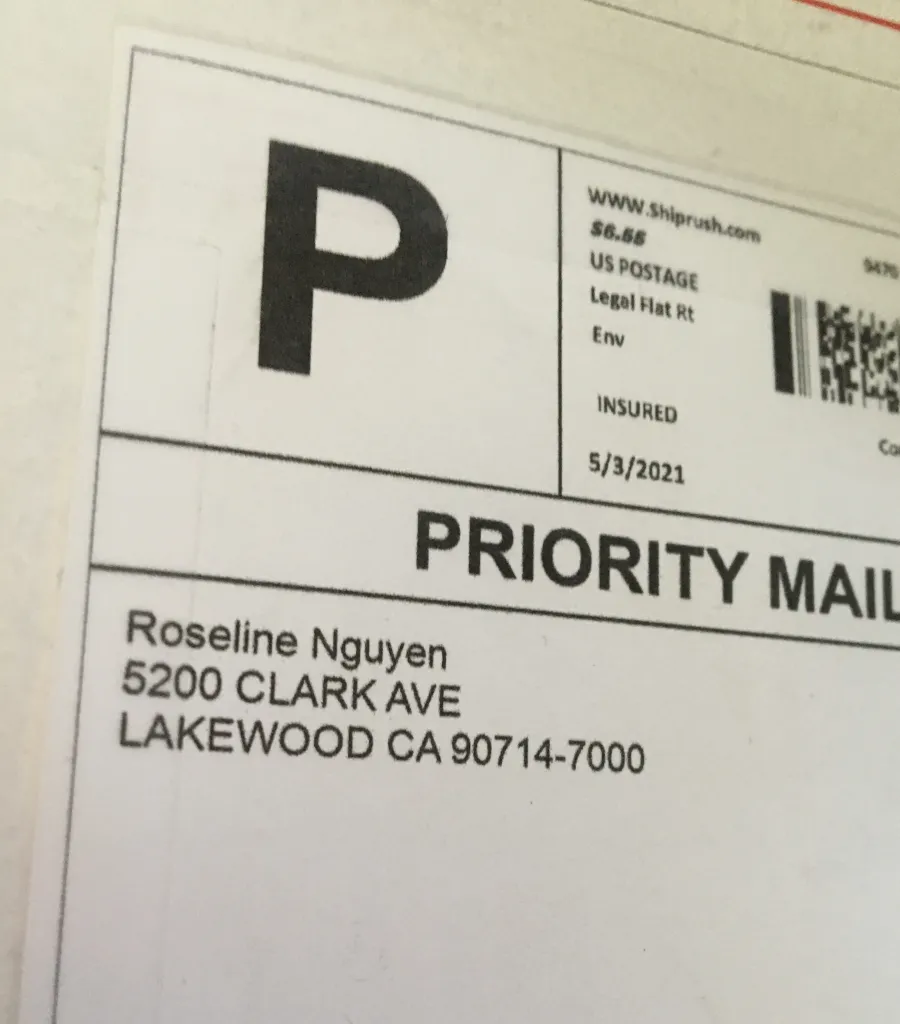 P
WWW.Shiprush.com
$6.55
US POSTAGE
Legal Flat Rt
Env
INSURED
5/3/2021
9476
PRIORITY MAIL
Roseline Nguyen
5200 CLARK AVE
LAKEWOOD CA 90714-7000